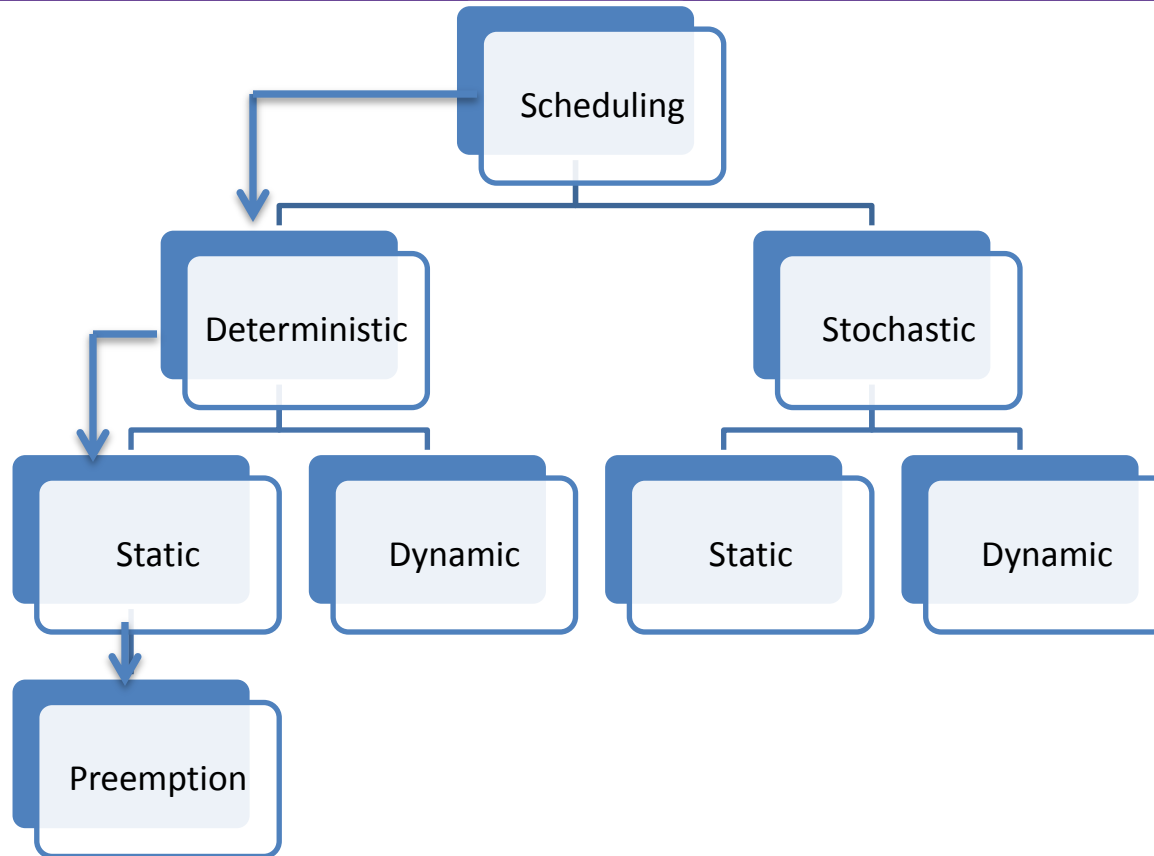 Scheduling
Deterministic
Stochastic
Static
Dynamic
Static
Dynamic
Preemption